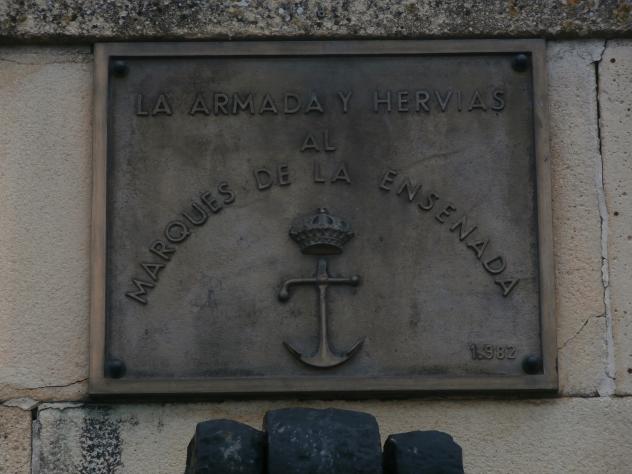 LA ARMADA Y HERVIAS
AL
MARQUES DE LA ENSENADA
1.982